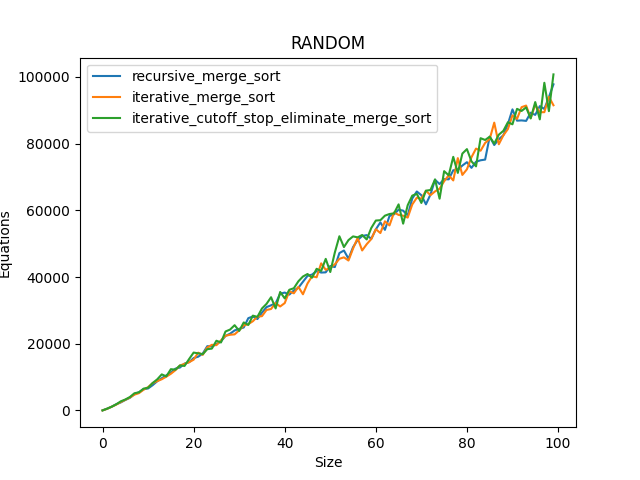 RANDOM
recursive_merge_sort
iterative_merge_sort
iterative_cutoff_stop_eliminate_merge_sort
100000
80000
60000
40000
20000
0
Equations
0 20 40 60 80 100
Size